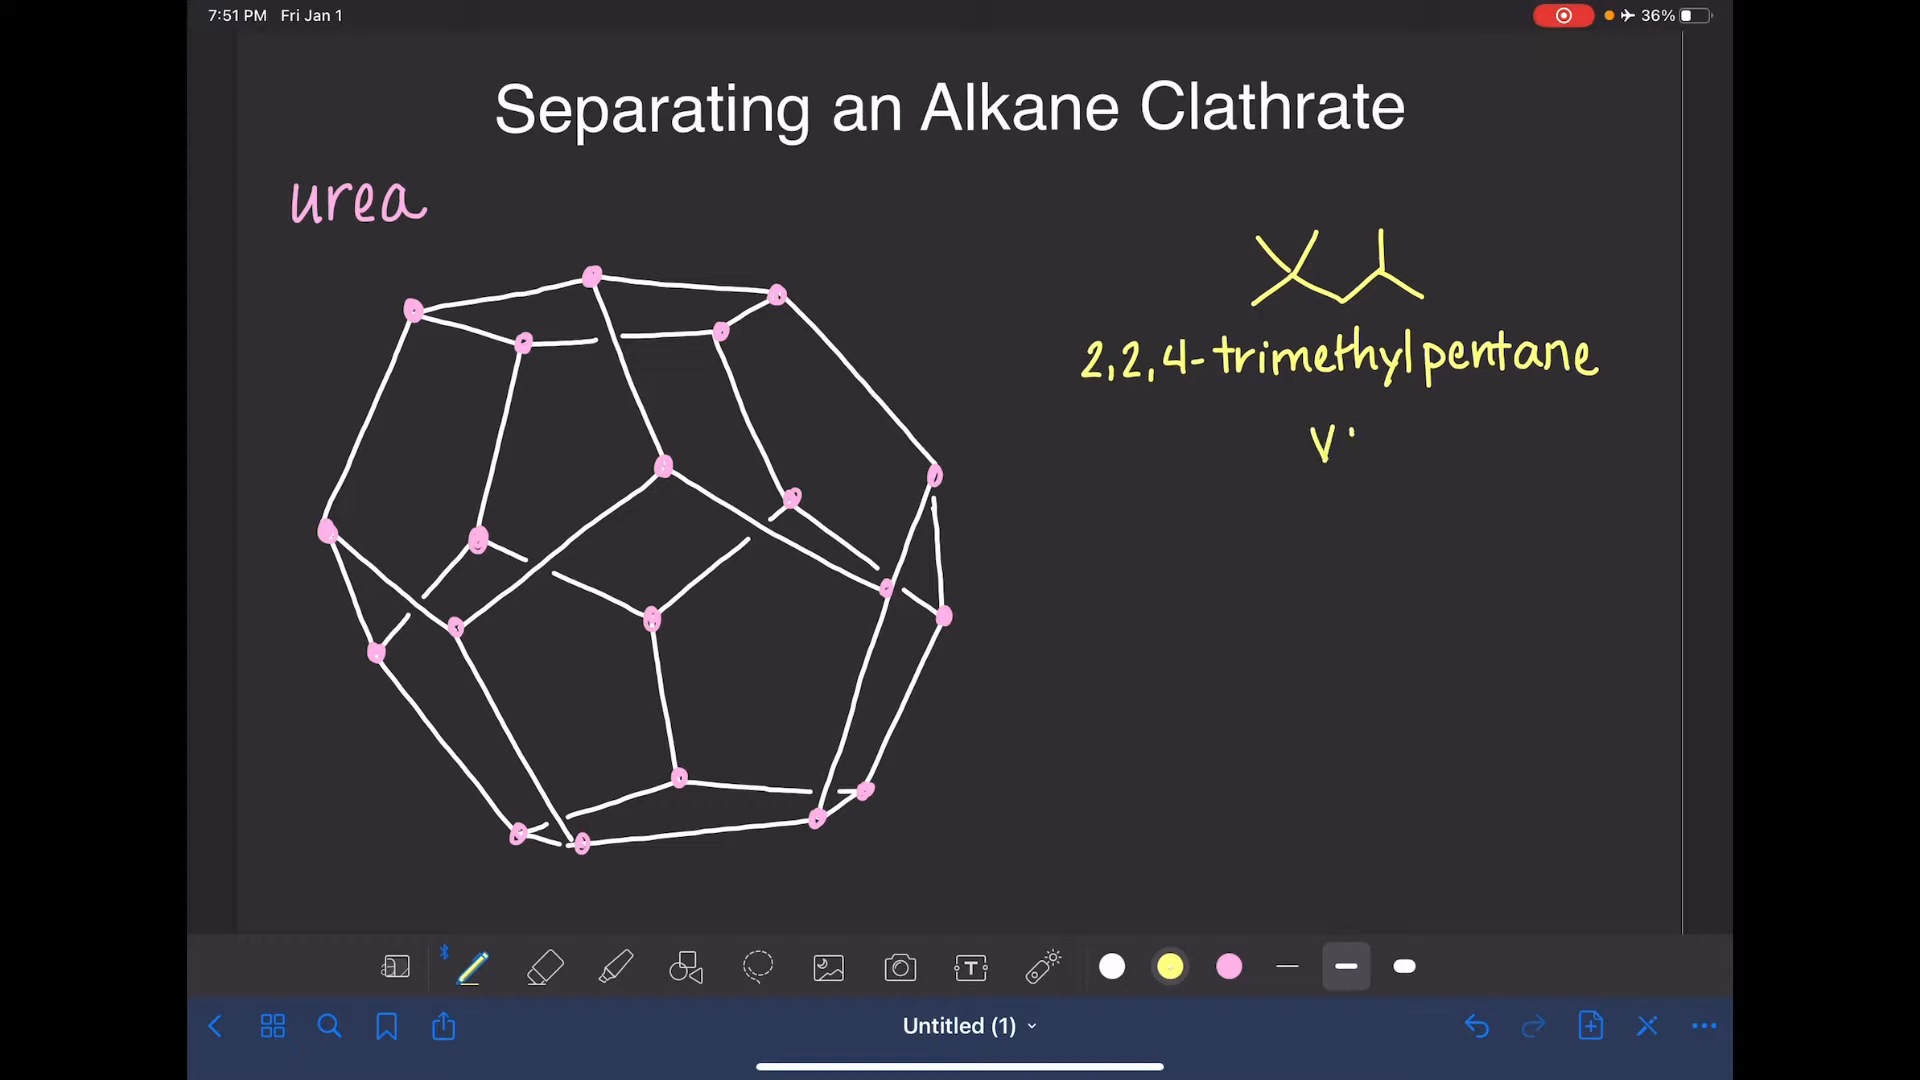 7:51 PM Fri Jan 1
36%
Separating an Alkane Clathrate
urea
2,2,4-trimethylpentane
v
T
Untitled (1)